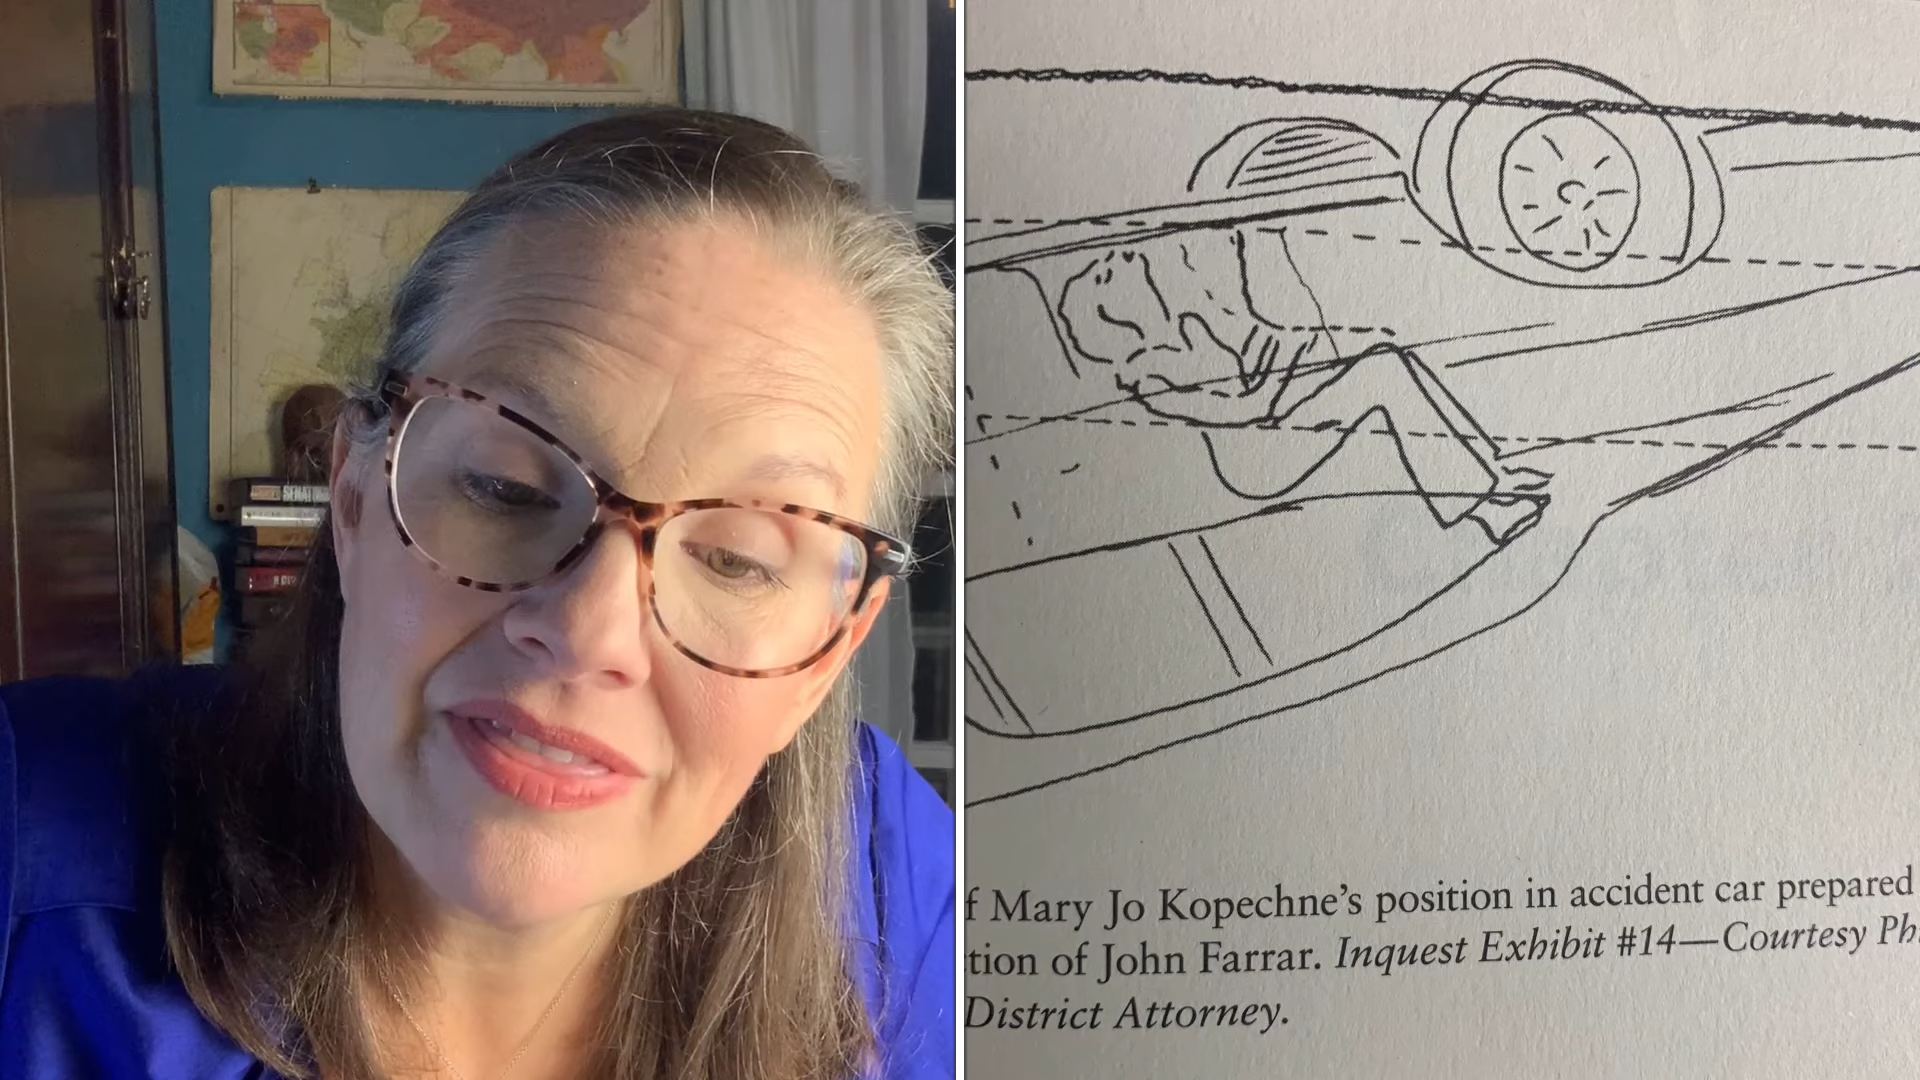 SENAT
f Mary Jo Kopechne's position in accident car prepared
tion of John Farrar. Inquest Exhibit #14—Courtesy Ph
District Attorney.